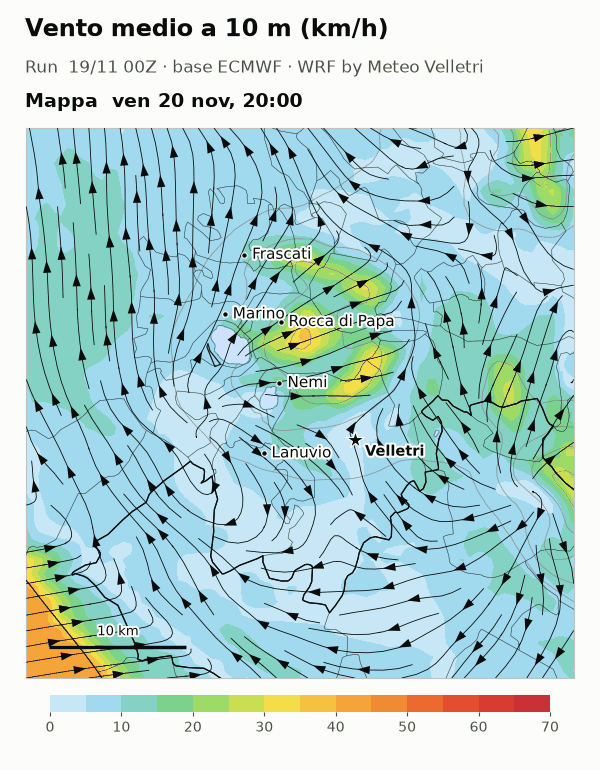 Vento medio a 10 m (km/h)
Run  19/11 00Z · base ECMWF · WRF by Meteo Velletri
Mappa  ven 20 nov, 20:00
Frascati
Marino
Rocca di Papa
Nemi
Velletri
Lanuvio
10 km
0 10 20 30 40 50 60 70